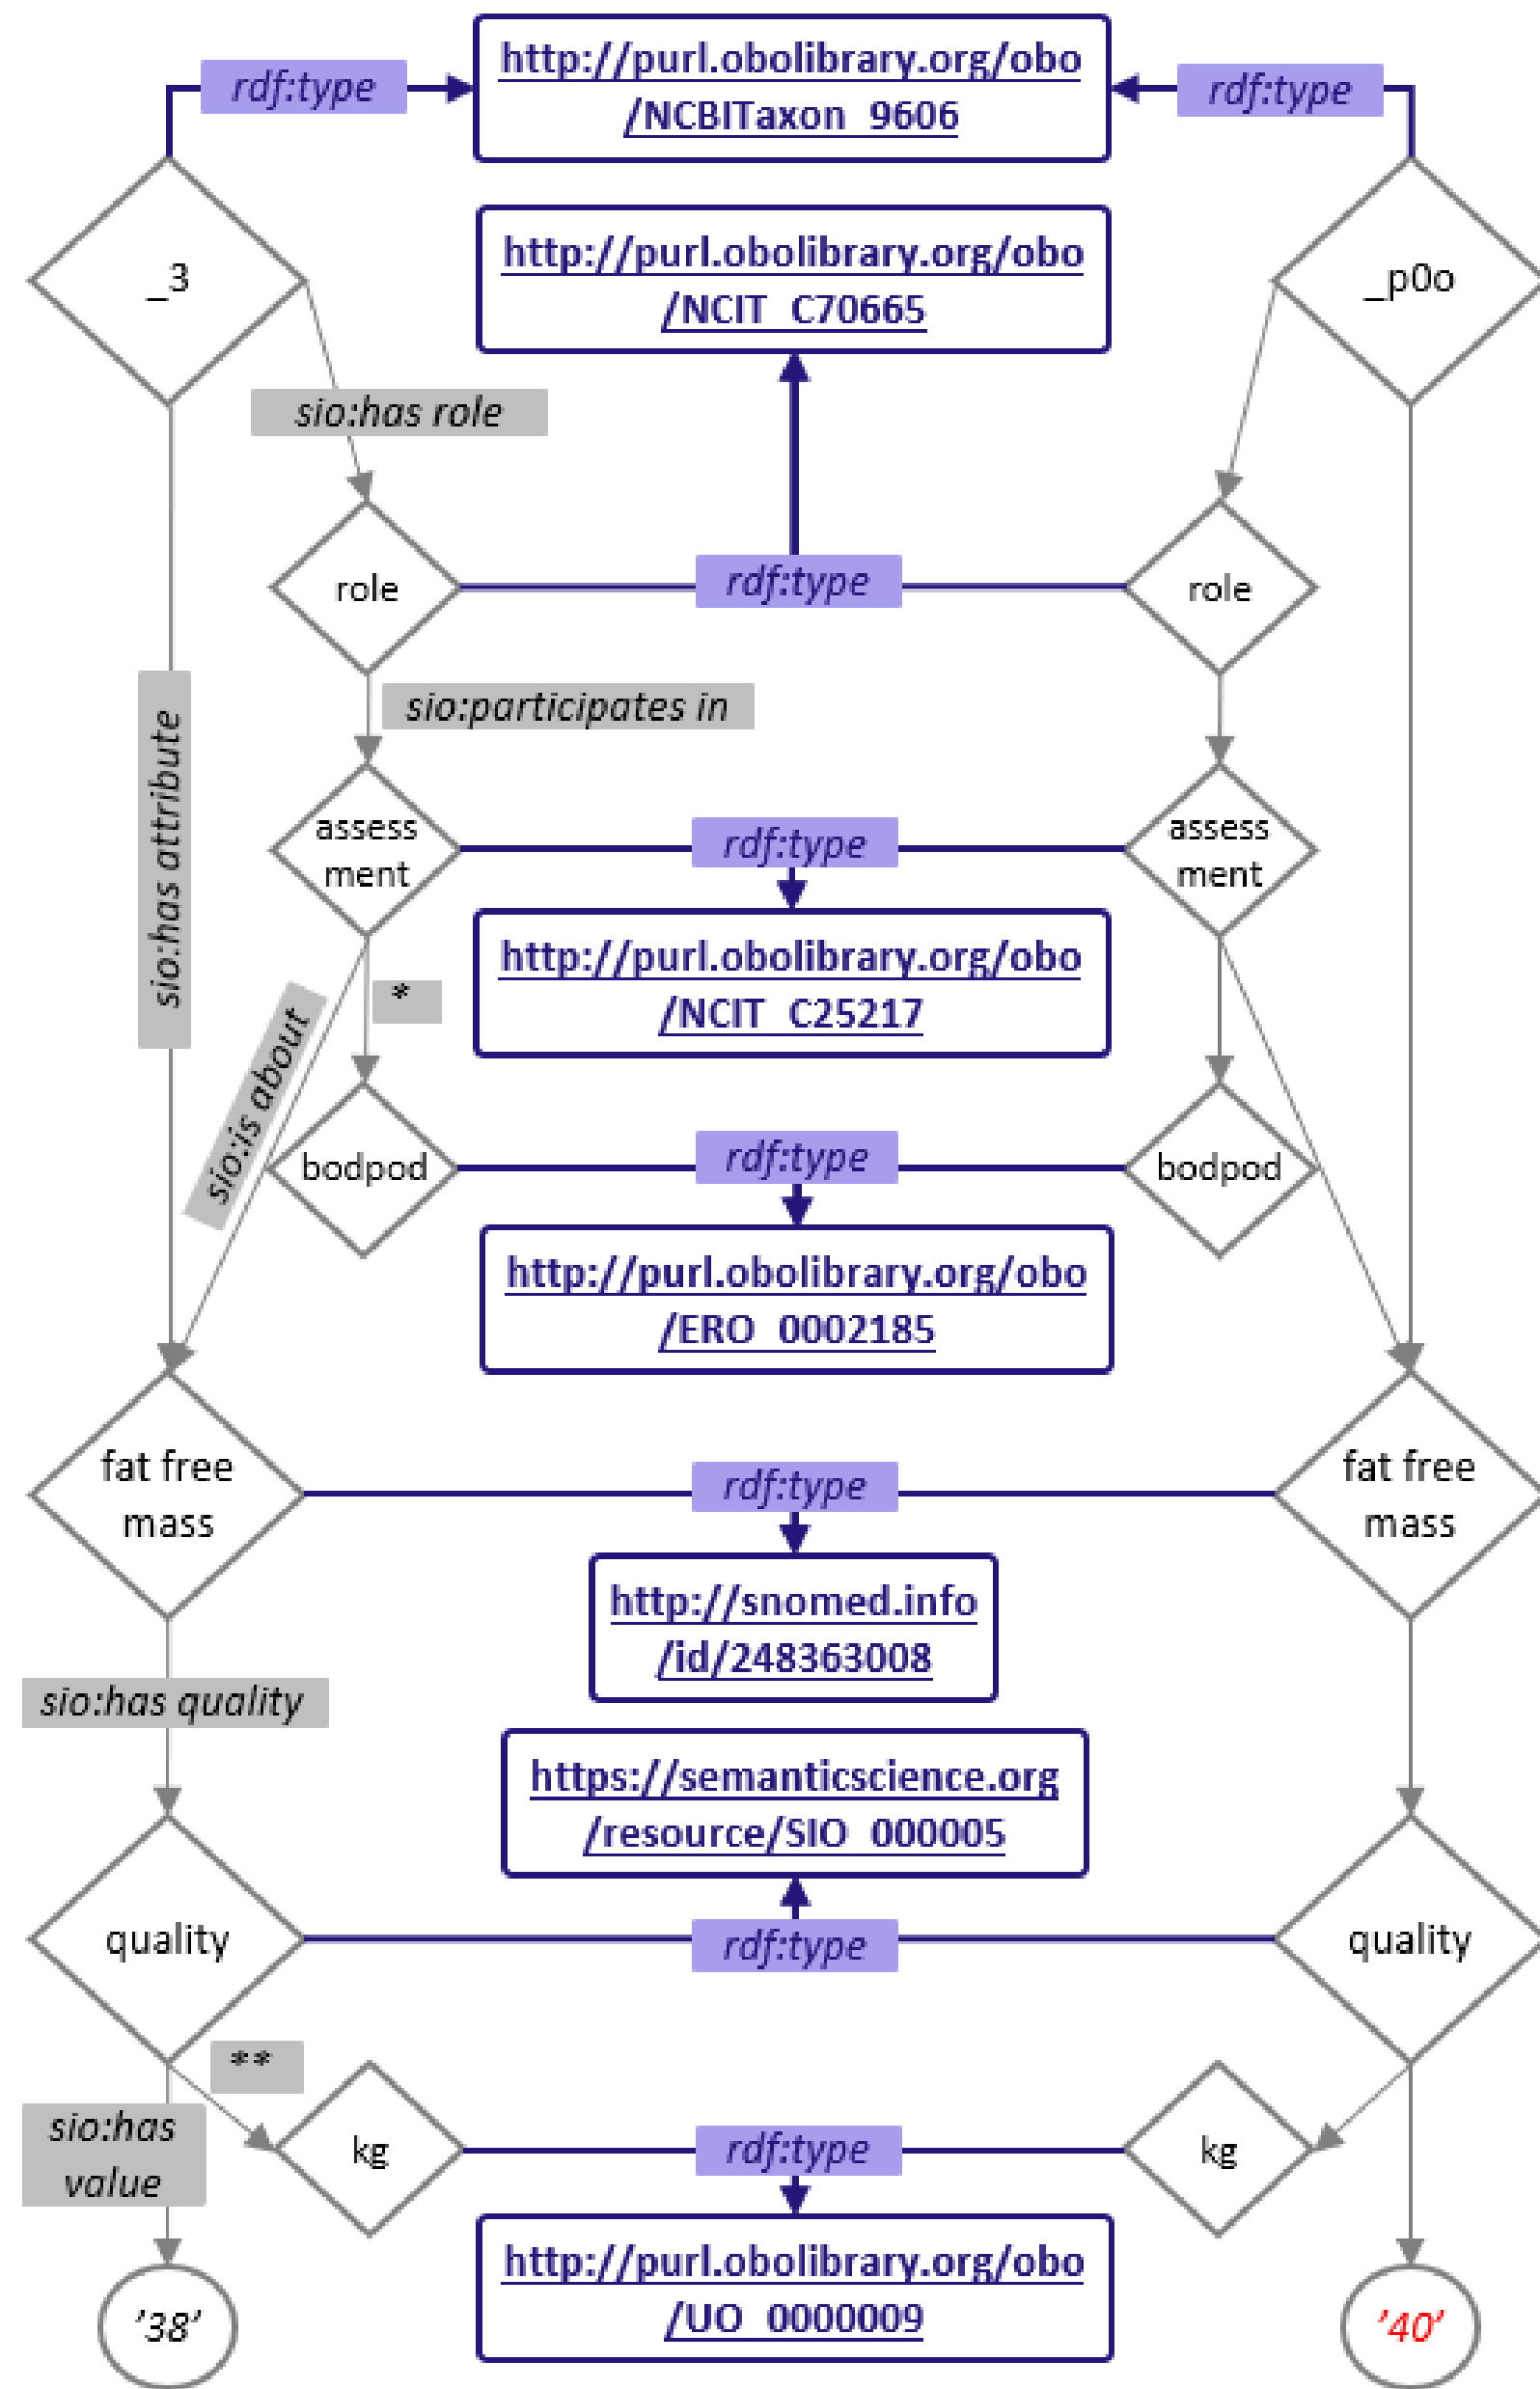 rdf:type
http://purl.obolibrary.org/obo
/NCBITaxon_9606
rdf:type
_3
http://purl.obolibrary.org/obo
/NCIT_C70665
_p0o
sio:has role
role
rdf:type
role
sio:participates in
sio:has attribute
assess
ment
rdf:type
assess
ment
http://purl.obolibrary.org/obo
/NCIT_C25217
*
sio:is about
bodpod
rdf:type
bodpod
http://purl.obolibrary.org/obo
/ERO_0002185
fat free
mass
rdf:type
fat free
mass
http://snomed.info
/id/248363008
sio:has quality
https://semanticscience.org
/resource/SIO_000005
quality
rdf:type
quality
**
sio:has
value
kg
rdf:type
kg
http://purl.obolibrary.org/obo
/UO_0000009
’38’
’40’